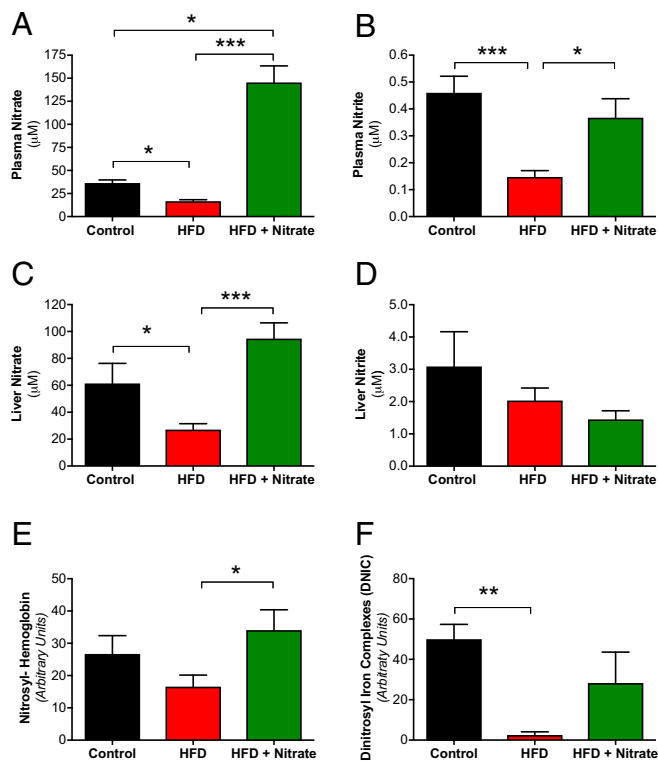 A
Plasma Nitrate
(µM)
175
150
125
100
75
50
25
0
*
***
*
Control
HFD
HFD + Nitrate
B
Plasma Nitrite
(µM)
0.6
0.5
0.4
0.3
0.2
0.1
0.0
***
*
Control
HFD
HFD + Nitrate
C
Liver Nitrate
(µM)
120
100
80
60
40
20
0
*
***
Control
HFD
HFD + Nitrate
D
Liver Nitrite
(µM)
5.0
4.0
3.0
2.0
1.0
0.0
Control
HFD
HFD + Nitrate
E
Nitrosyl- Hemoglobin
(Arbitrary Units)
50
40
30
20
10
0
*
Control
HFD
HFD + Nitrate
F
Dinitrosyl Iron Complexes (DNIC)
(Arbitraty Units)
80
60
40
20
0
**
Control
HFD
HFD + Nitrate